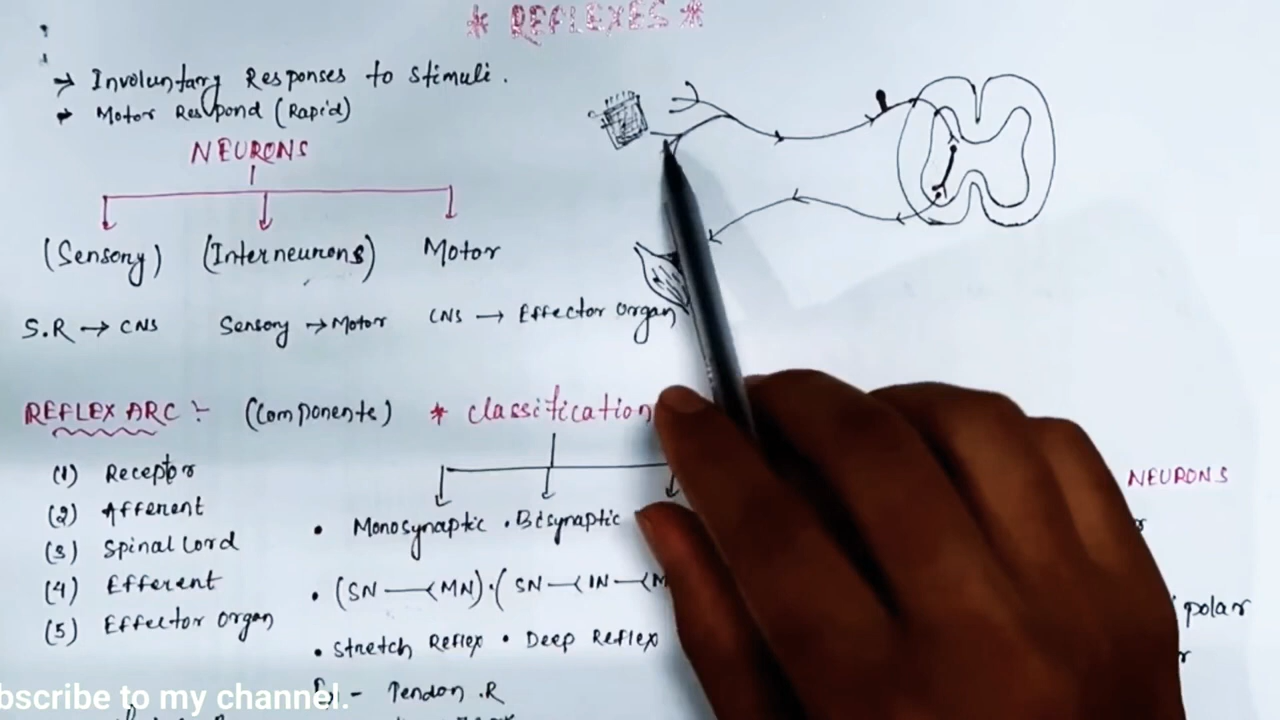 * REFLEXES *
→ Involuntary Responses to stimuli.
→ Motor Respond (Rapid)
NEURONS
(Sensory) (Interneurons) Motor
S.R → CNS Sensory → Motor CNS → Effector Organ
REFLEX ARC :- (Components) * Classification
(1) Receptor
(2) Afferent
(3) Spinal Cord
(4) Efferent
(5) Effector Organ
• Monosynaptic • Bisynaptic
• (SN —< MN) • (SN —< IN —< M
• Stretch Reflex • Deep Reflex
- Tendon .R
NEURONS
polar
bscribe to my channel.